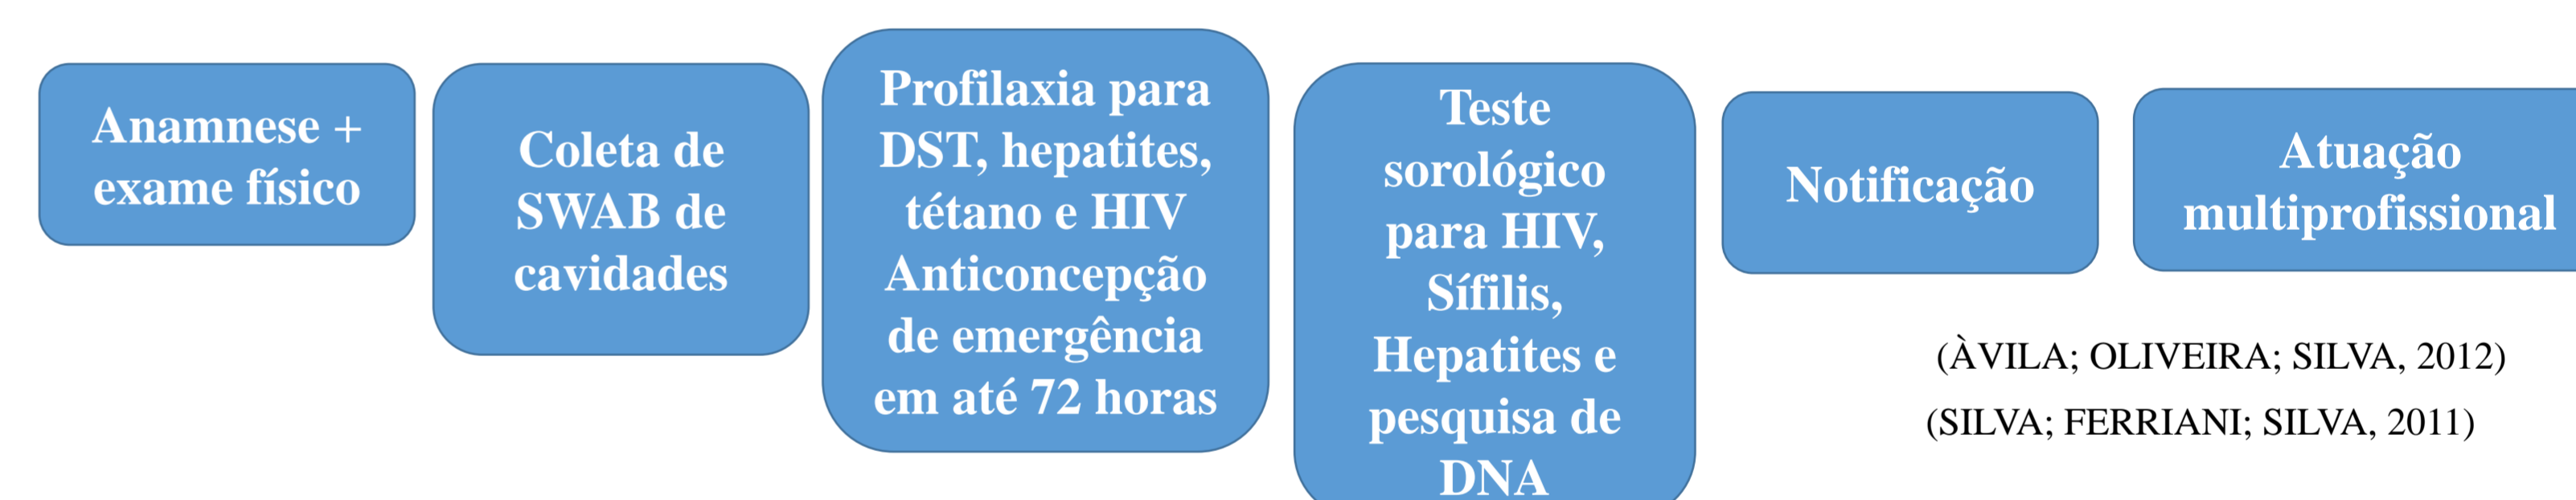 Anamnese +
exame físico
Coleta de
SWAB de
cavidades
Profilaxia para
DST, hepatites,
tétano e HIV
Anticoncepção
de emergência
em até 72 horas
Teste
sorológico
para HIV,
Sífilis,
Hepatites e
pesquisa de
DNA
Notificação
Atuação
multiprofissional
(ÀVILA; OLIVEIRA; SILVA, 2012)
(SILVA; FERRIANI; SILVA, 2011)